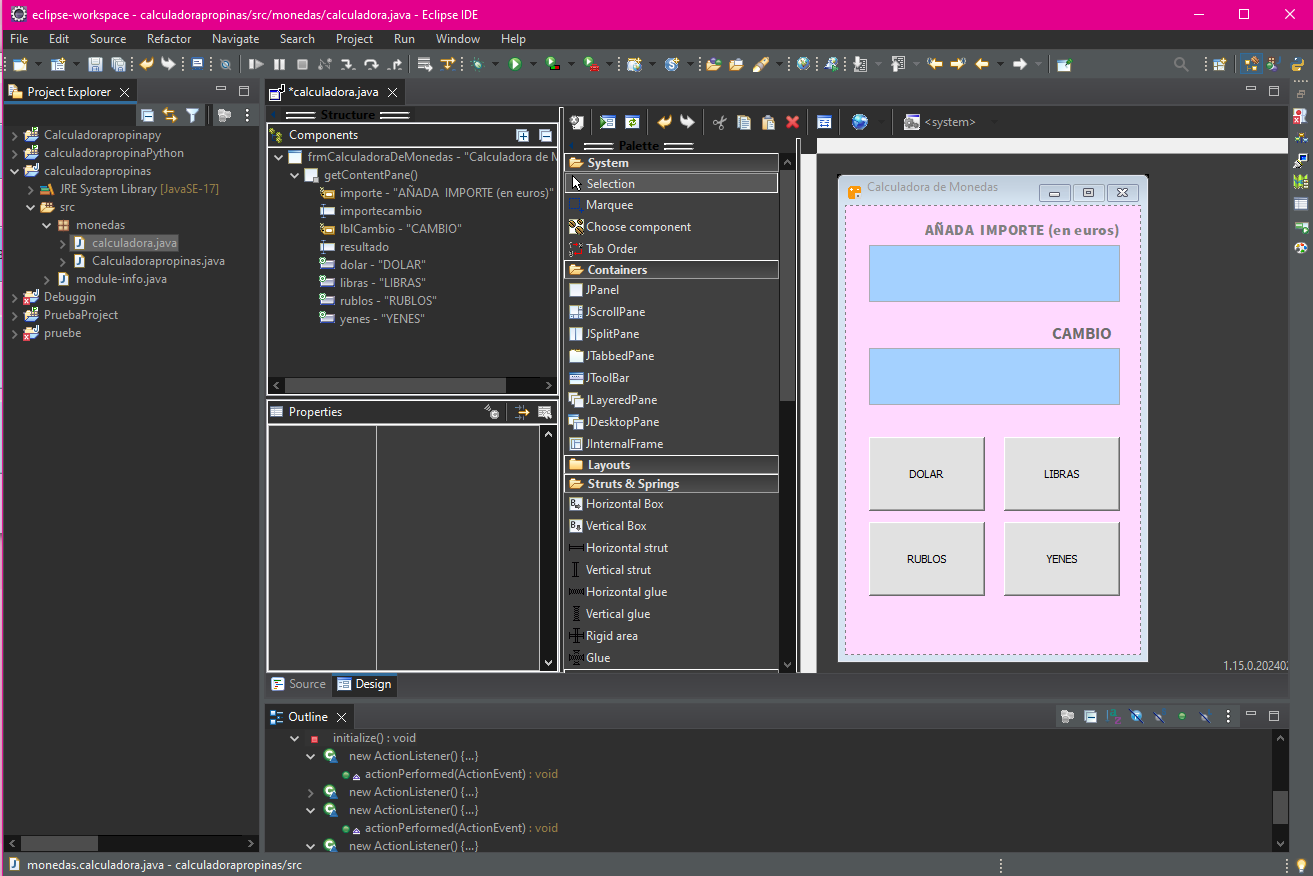 eclipse-workspace - calculadorapropinas/src/monedas/calculadora.java - Eclipse IDE
File Edit Source Refactor Navigate Search Project Run Window Help
Project Explorer
Calculadorapropinapy
calculadorapropinaPython
calculadorapropinas
JRE System Library [JavaSE-17]
src
monedas
calculadora.java
Calculadorapropinas.java
module-info.java
Debuggin
PruebaProject
pruebe
*calculadora.java
Structure
Components
frmCalculadoraDeMonedas - "Calculadora de M
getContentPane()
importe - "AÑADA  IMPORTE (en euros)"
importecambio
lblCambio - "CAMBIO"
resultado
dolar - "DOLAR"
libras - "LIBRAS"
rublos - "RUBLOS"
yenes - "YENES"
Properties
<system>
Palette
System
Selection
Marquee
Choose component
Tab Order
Containers
JPanel
JScrollPane
JSplitPane
JTabbedPane
JToolBar
JLayeredPane
JDesktopPane
JInternalFrame
Layouts
Struts & Springs
Horizontal Box
Vertical Box
Horizontal strut
Vertical strut
Horizontal glue
Vertical glue
Rigid area
Glue
Calculadora de Monedas
AÑADA  IMPORTE (en euros)
CAMBIO
DOLAR LIBRAS
RUBLOS YENES
1.15.0.20240
Source Design
Outline
initialize() : void
new ActionListener() {...}
actionPerformed(ActionEvent) : void
new ActionListener() {...}
new ActionListener() {...}
actionPerformed(ActionEvent) : void
new ActionListener() {...}
monedas.calculadora.java - calculadorapropinas/src